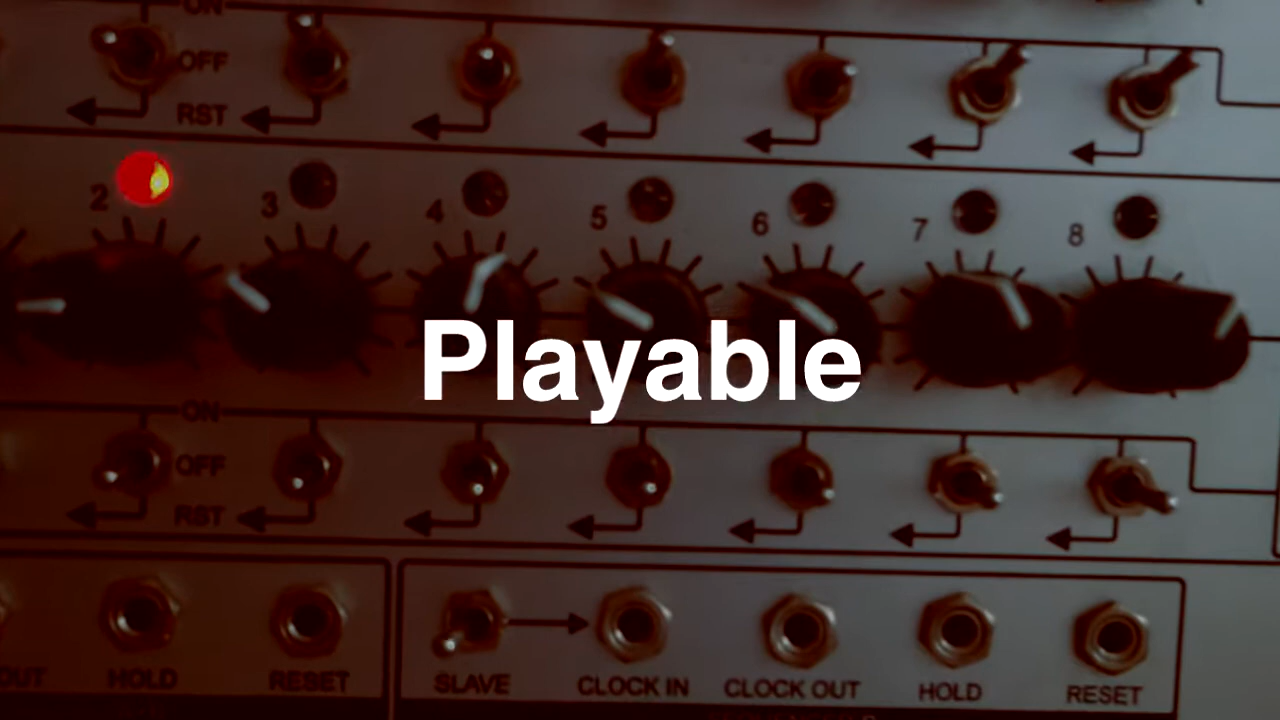 ON
OFF
RST
2 3 4 5 6 7 8
Playable
ON
OFF
RST
HOLD RESET SLAVE CLOCK IN CLOCK OUT HOLD RESET